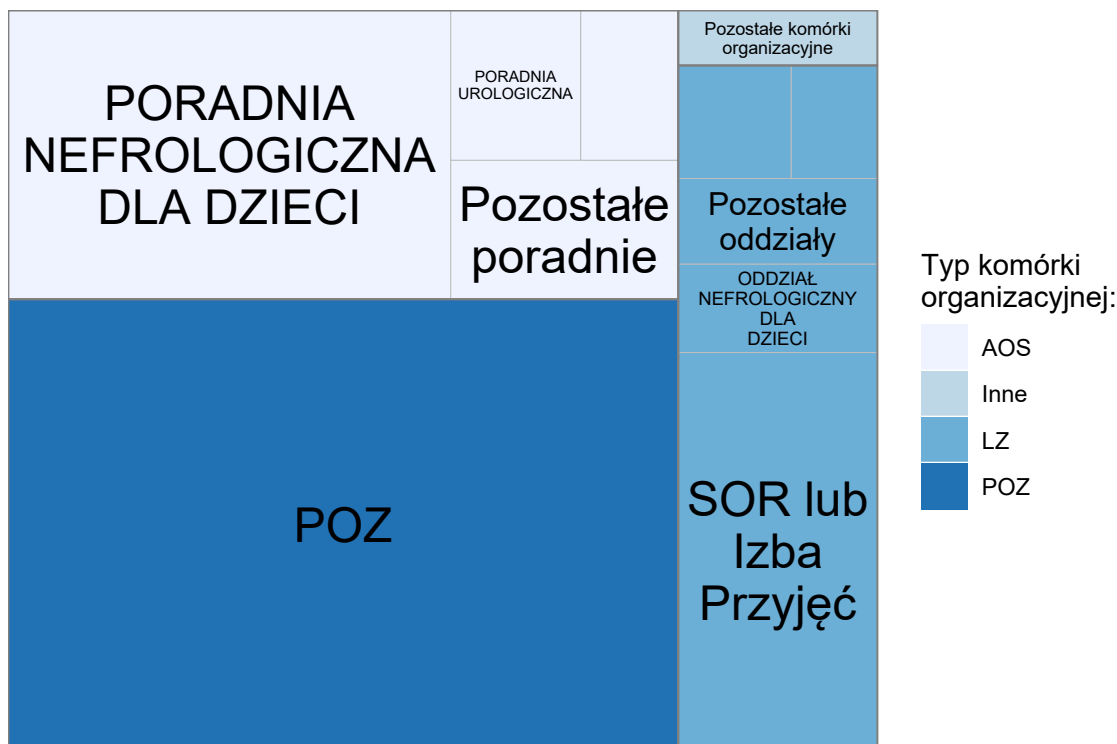 PORADNIA
NEFROLOGICZNA
DLA DZIECI
PORADNIA
UROLOGICZNA
Pozostałe
poradnie
POZ
Pozostałe komórki
organizacyjne
Pozostałe
oddziały
ODDZIAŁ
NEFROLOGICZNY
DLA
DZIECI
SOR lub
Izba
Przyjęć
Typ komórki
organizacyjnej:
AOS
Inne
LZ
POZ